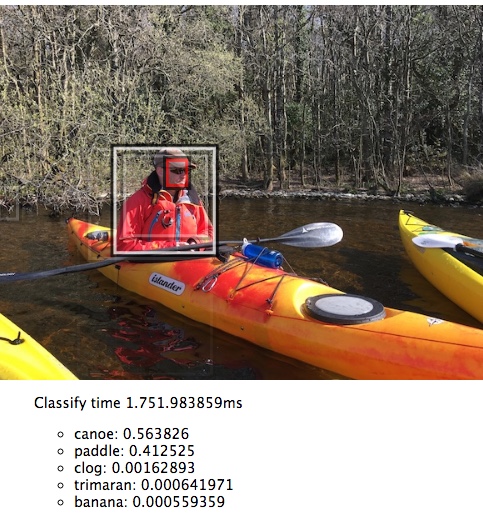 islander
Classify time 1.751.983859ms
canoe: 0.563826
paddle: 0.412525
clog: 0.00162893
trimaran: 0.000641971
banana: 0.000559359